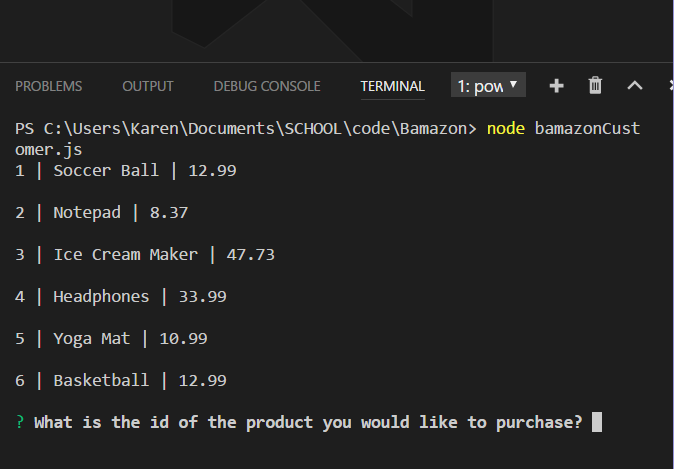 PROBLEMS OUTPUT DEBUG CONSOLE TERMINAL 1: pow
PS C:\Users\Karen\Documents\SCHOOL\code\Bamazon> node bamazonCust
omer.js
1 | Soccer Ball | 12.99
2 | Notepad | 8.37
3 | Ice Cream Maker | 47.73
4 | Headphones | 33.99
5 | Yoga Mat | 10.99
6 | Basketball | 12.99
? What is the id of the product you would like to purchase?